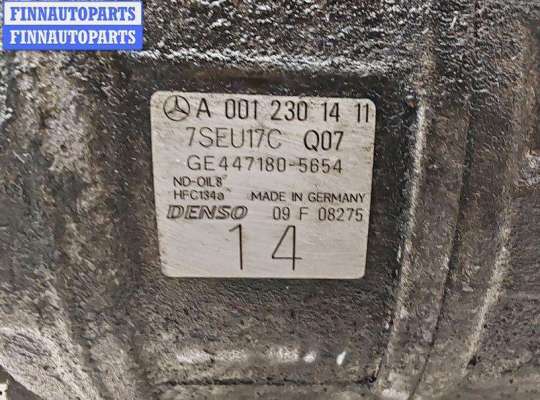 FINNAUTOPARTS
FINNAUTOPARTS
A 001 230 14 11
7SEU17C Q07
GE447180-5654
ND-OIL8
HFC134a MADE IN GERMANY
DENSO 09 F 08275
14